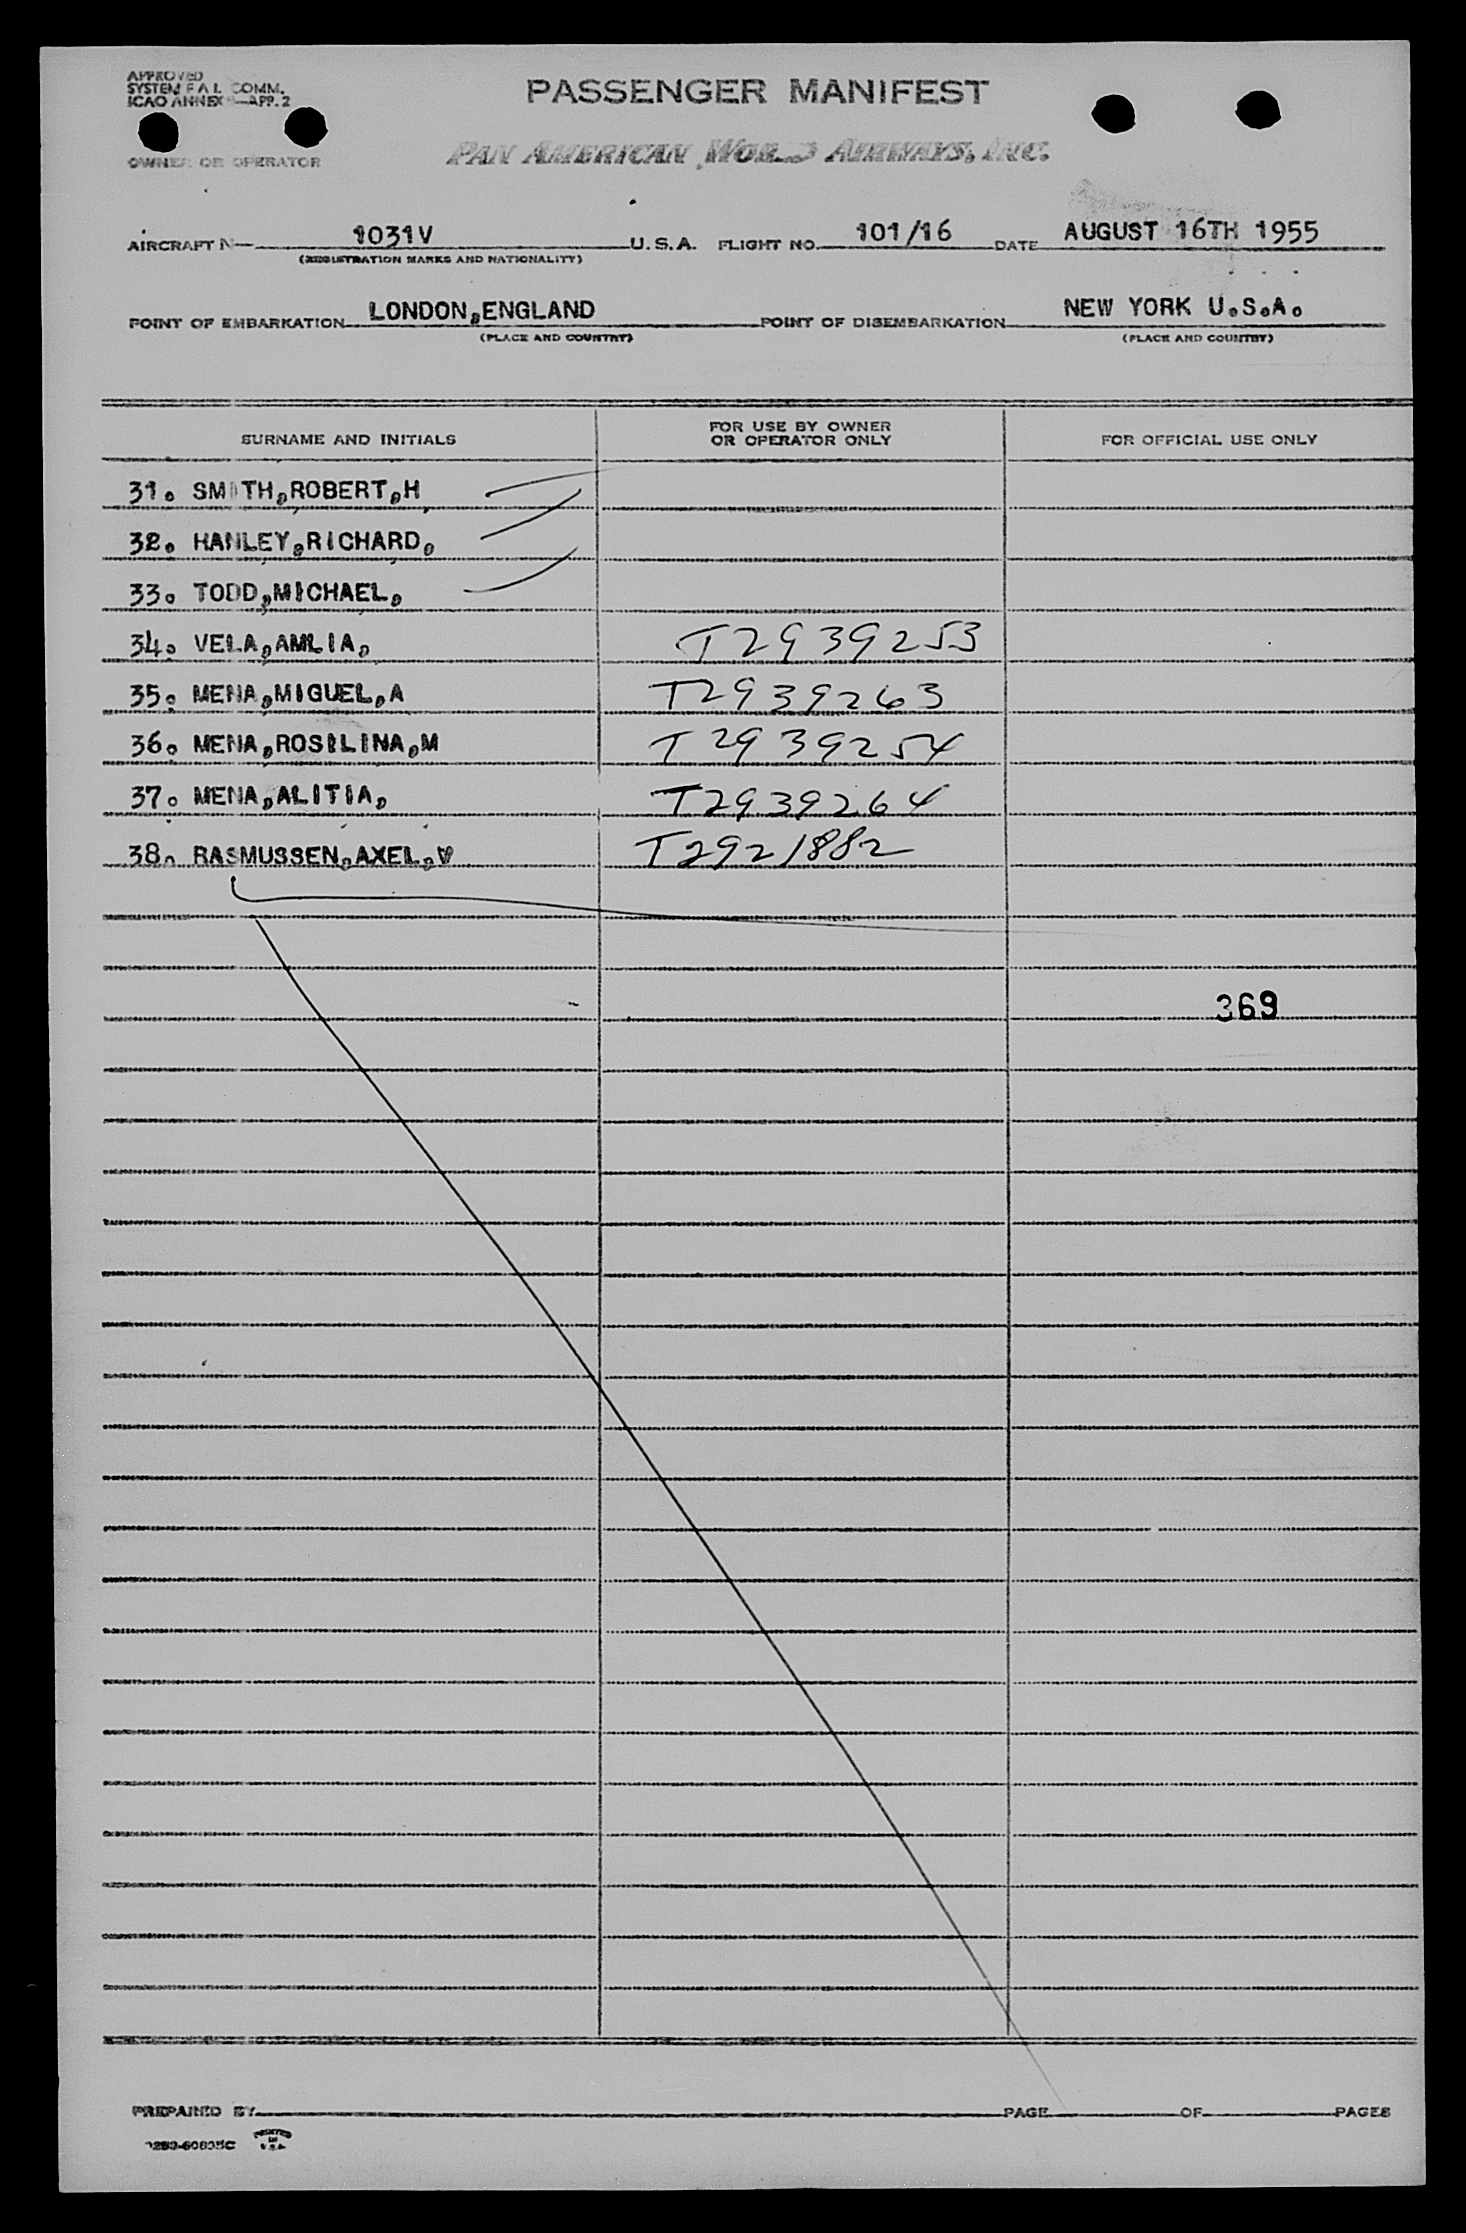 APPROVED
SYSTEM F A L COMM.
ICAO ANNEX APP. 2
PASSENGER MANIFEST
OWNER OR OPERATOR
PAN AMERICAN WORLD AIRWAYS, INC.
AIRCRAFT N— 1031V U.S.A. FLIGHT NO. 101/16 DATE AUGUST 16TH 1955
(REGISTRATION MARKS AND NATIONALITY)
POINT OF EMBARKATION LONDON,ENGLAND POINT OF DISEMBARKATION NEW YORK U.S.A.
(PLACE AND COUNTRY) (PLACE AND COUNTRY)
SURNAME AND INITIALS FOR USE BY OWNER OR OPERATOR ONLY FOR OFFICIAL USE ONLY
31. SMITH,ROBERT,H
32. HANLEY,RICHARD,
33. TODD,MICHAEL,
34. VELA,AMLIA, T2939253
35. MENA,MIGUEL,A T2939263
36. MENA,ROSILINA,M T2939254
37. MENA,ALITIA, T2939264
38. RASMUSSEN,AXEL,V T2921882
369
PREPARED BY PAGE OF PAGES
PRINTED IN U.S.A.